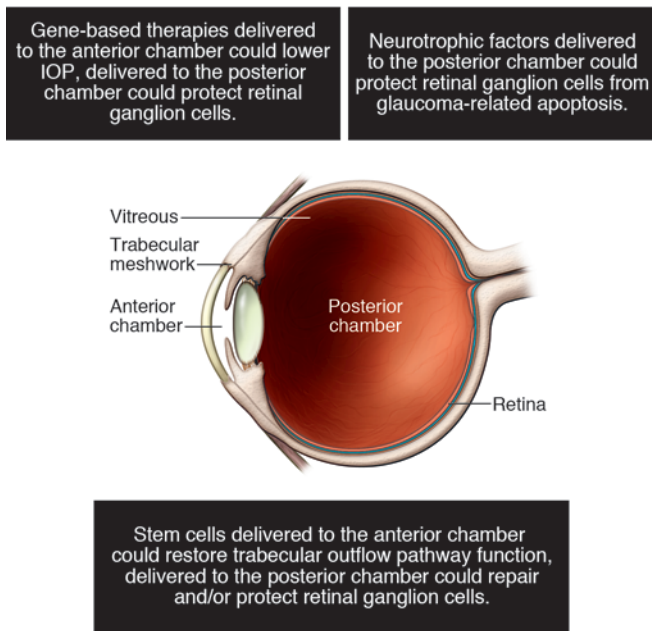 Gene-based therapies delivered
to the anterior chamber could lower
IOP, delivered to the posterior
chamber could protect retinal
ganglion cells.
Neurotrophic factors delivered
to the posterior chamber could
protect retinal ganglion cells from
glaucoma-related apoptosis.
Vitreous
Trabecular
meshwork
Anterior
chamber
Posterior
chamber
Retina
Stem cells delivered to the anterior chamber
could restore trabecular outflow pathway function,
delivered to the posterior chamber could repair
and/or protect retinal ganglion cells.